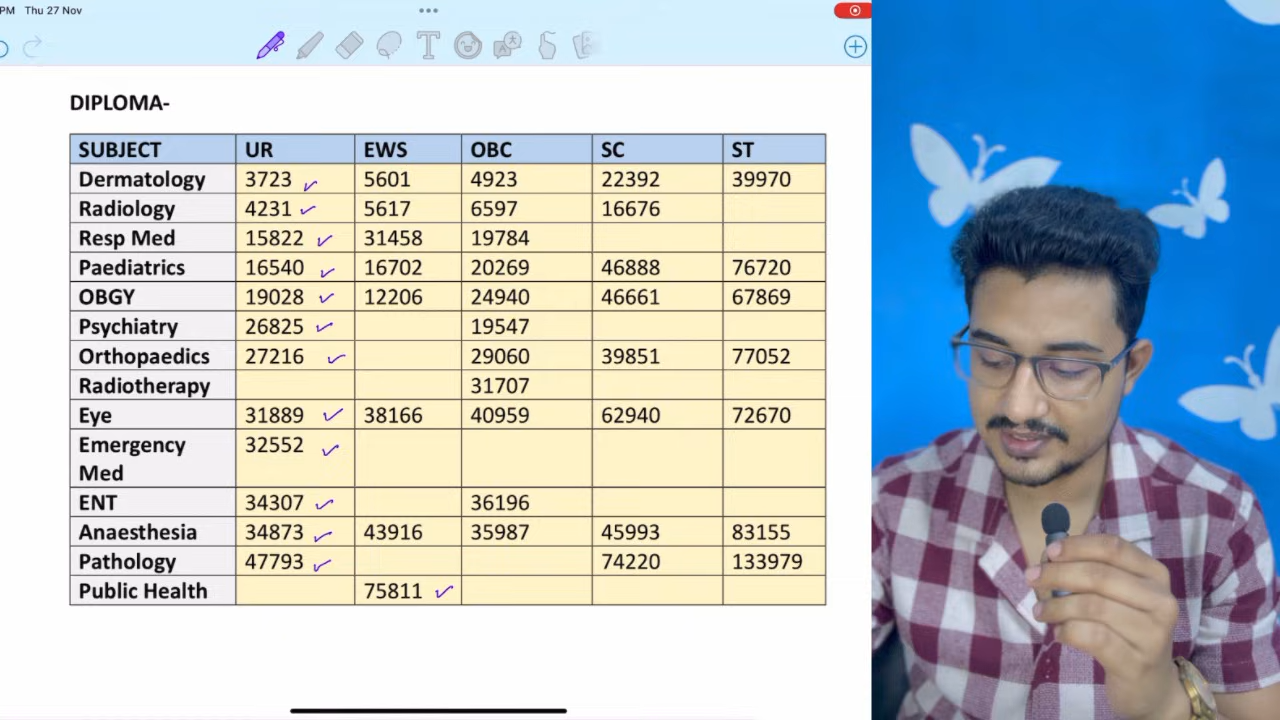 PM Thu 27 Nov
DIPLOMA-
SUBJECT UR EWS OBC SC ST
Dermatology 3723 5601 4923 22392 39970
Radiology 4231 5617 6597 16676
Resp Med 15822 31458 19784
Paediatrics 16540 16702 20269 46888 76720
OBGY 19028 12206 24940 46661 67869
Psychiatry 26825 19547
Orthopaedics 27216 29060 39851 77052
Radiotherapy 31707
Eye 31889 38166 40959 62940 72670
Emergency 32552
Med
ENT 34307 36196
Anaesthesia 34873 43916 35987 45993 83155
Pathology 47793 74220 133979
Public Health 75811